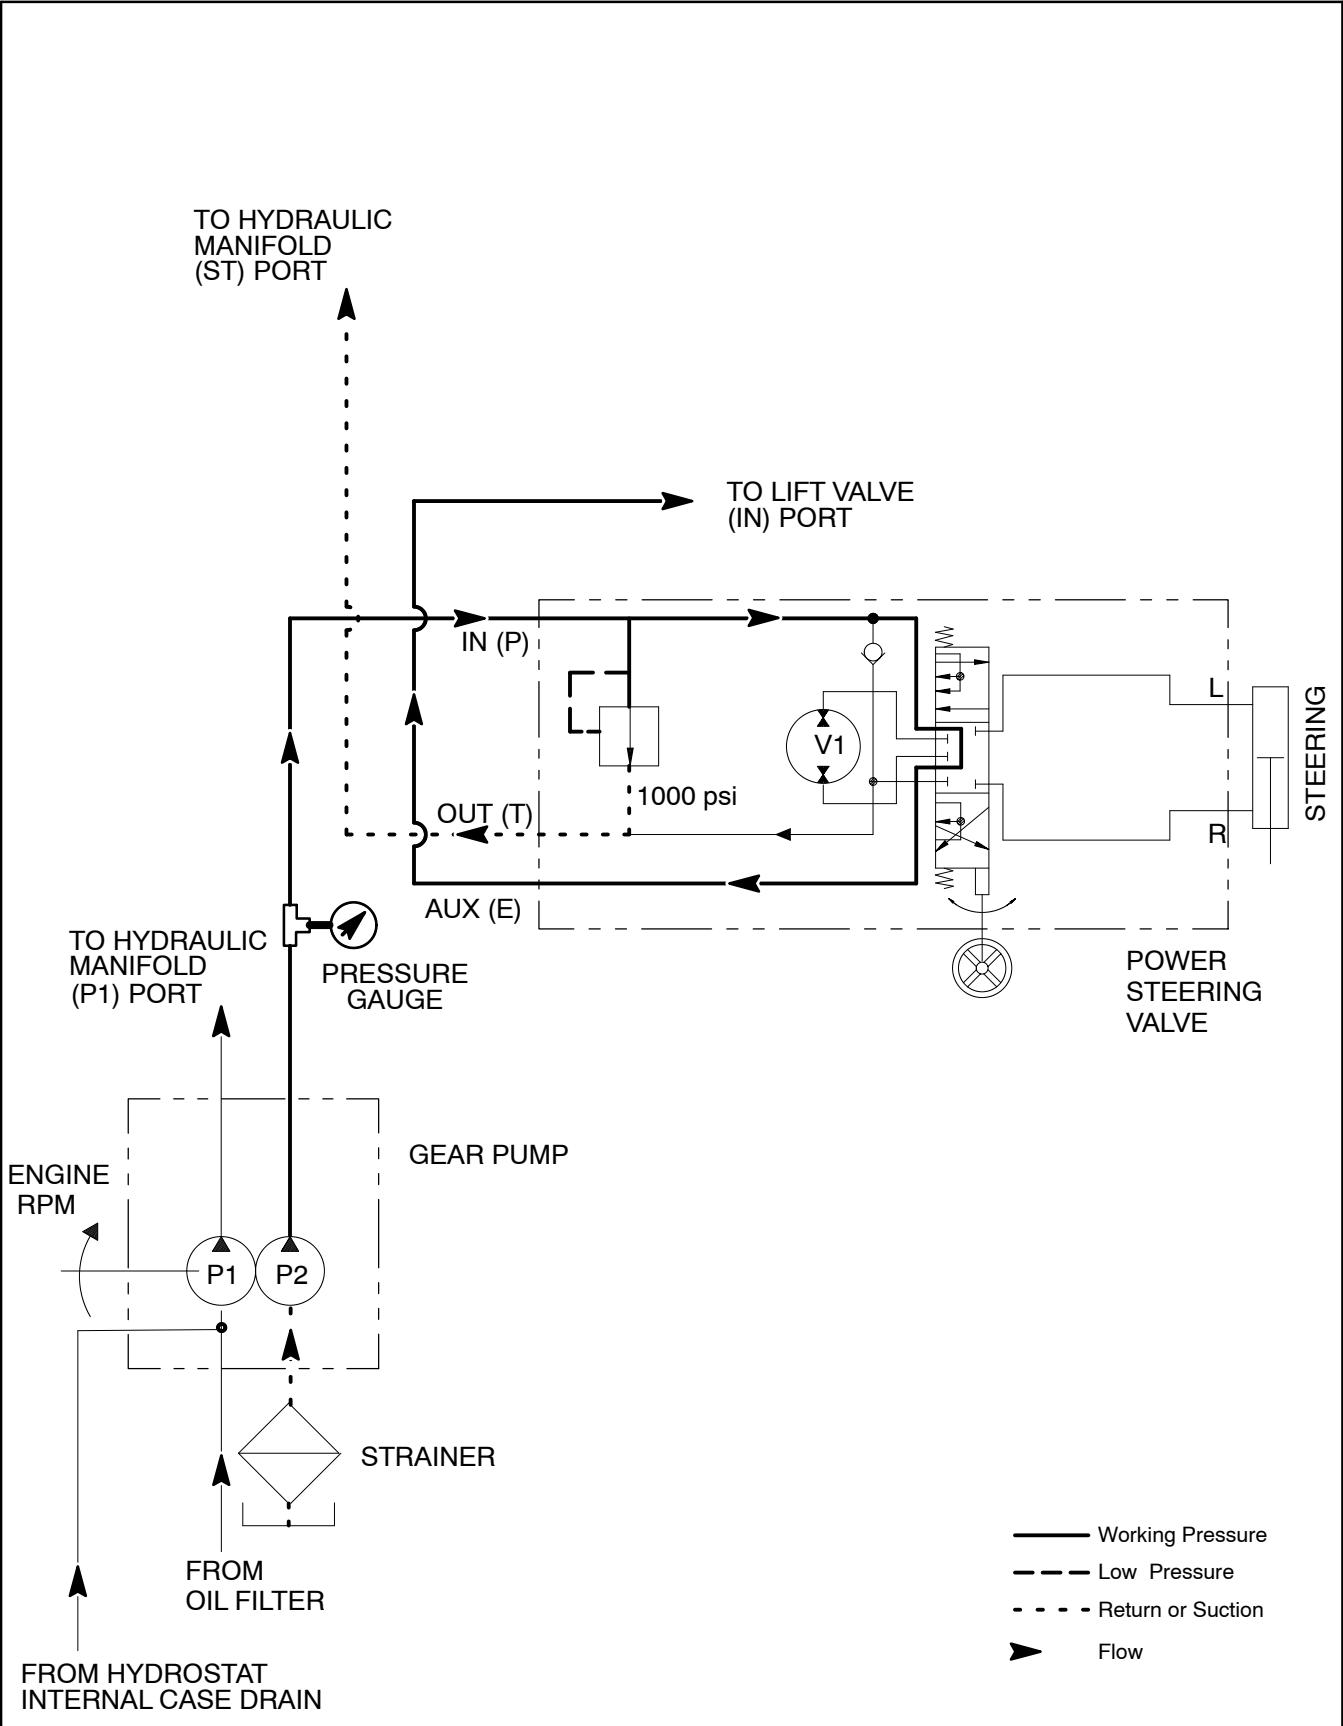 TO HYDRAULIC
MANIFOLD
(ST) PORT
TO LIFT VALVE
(IN) PORT
IN (P)
L
STEERING
V1
1000 psi
OUT (T)
R
AUX (E)
TO HYDRAULIC
MANIFOLD
(P1) PORT
PRESSURE
GAUGE
POWER
STEERING
VALVE
GEAR PUMP
ENGINE
RPM
P1
P2
STRAINER
FROM
OIL FILTER
FROM HYDROSTAT
INTERNAL CASE DRAIN
Working Pressure
Low Pressure
Return or Suction
Flow